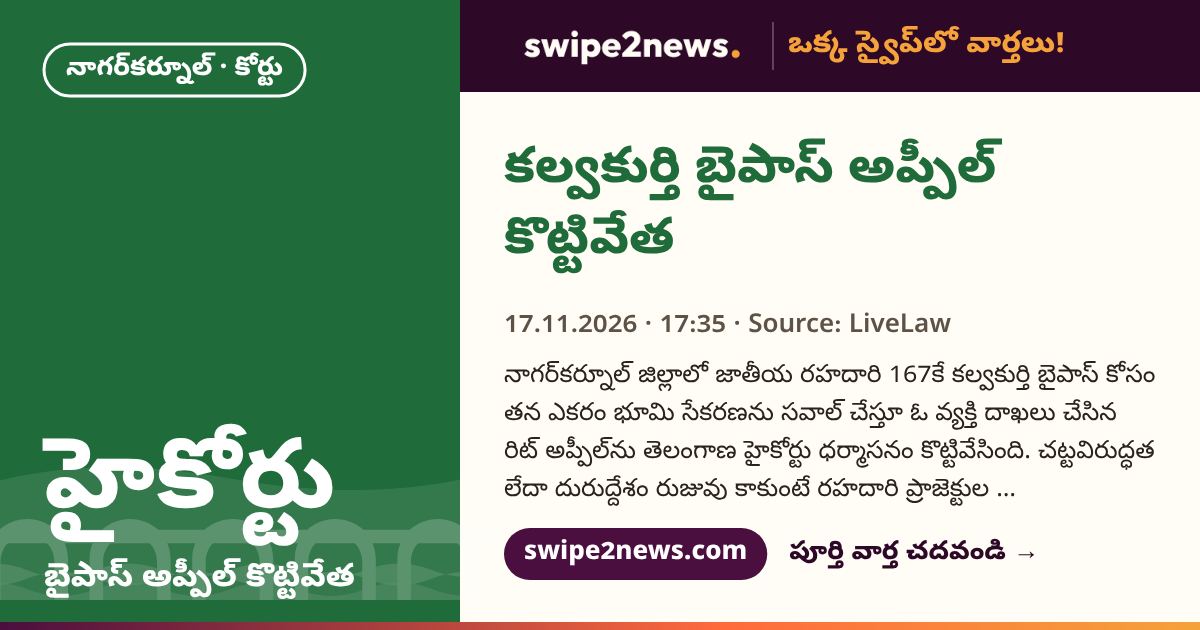 నాగర్‌కర్నూల్ · కోర్టు
swipe2news.
ఒక్క స్వైప్‌లో వార్తలు!
కల్వకుర్తి బైపాస్ అప్పీల్
కొట్టివేత
17.11.2026 · 17:35 · Source: LiveLaw
నాగర్‌కర్నూల్ జిల్లాలో జాతీయ రహదారి 167కే కల్వకుర్తి బైపాస్ కోసం
తన ఎకరం భూమి సేకరణను సవాల్ చేస్తూ ఓ వ్యక్తి దాఖలు చేసిన
రిట్ అప్పీల్‌ను తెలంగాణ హైకోర్టు ధర్మాసనం కొట్టివేసింది. చట్టవిరుద్ధత
లేదా దురుద్దేశం రుజువు కాకుంటే రహదారి ప్రాజెక్టుల ...
హైకోర్టు
బైపాస్ అప్పీల్ కొట్టివేత
swipe2news.com
పూర్తి వార్త చదవండి →